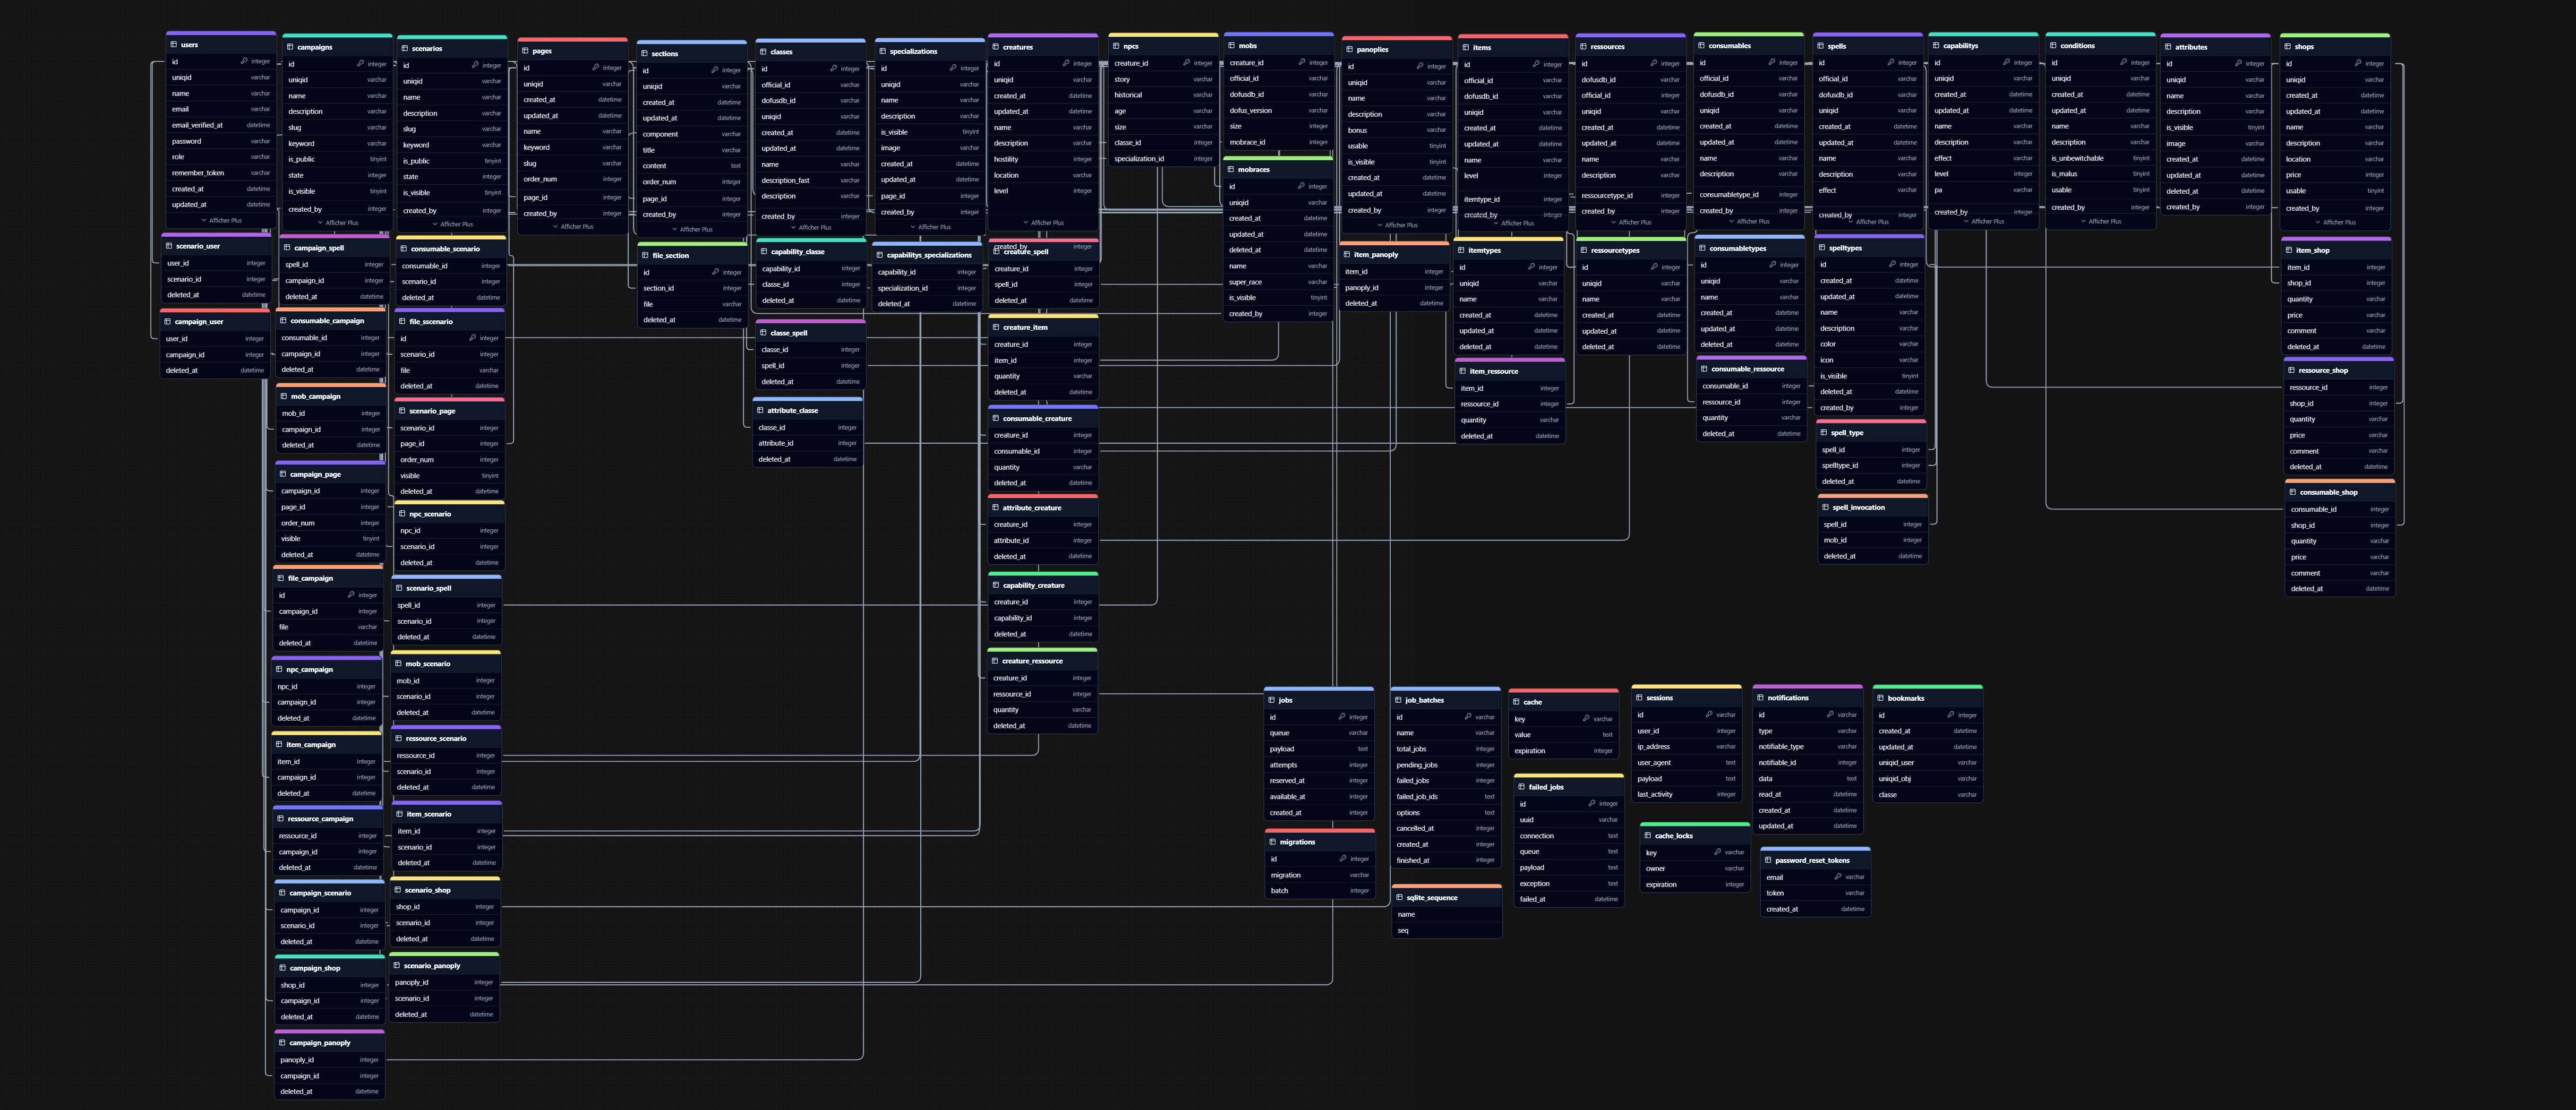 users
id integer
uniqid varchar
name varchar
email varchar
email_verified_at datetime
password varchar
role varchar
remember_token varchar
created_at datetime
updated_at datetime
Afficher Plus
scenario_user
user_id integer
scenario_id integer
deleted_at datetime
campaign_user
user_id integer
campaign_id integer
deleted_at datetime
campaigns
id integer
uniqid varchar
name varchar
description varchar
slug varchar
keyword varchar
is_public tinyint
state integer
is_visible tinyint
created_by integer
Afficher Plus
campaign_spell
spell_id integer
campaign_id integer
deleted_at datetime
consumable_campaign
consumable_id integer
campaign_id integer
deleted_at datetime
mob_campaign
mob_id integer
campaign_id integer
deleted_at datetime
campaign_page
campaign_id integer
page_id integer
order_num integer
visible tinyint
deleted_at datetime
file_campaign
id integer
campaign_id integer
file varchar
deleted_at datetime
npc_campaign
npc_id integer
campaign_id integer
deleted_at datetime
item_campaign
item_id integer
campaign_id integer
deleted_at datetime
ressource_campaign
ressource_id integer
campaign_id integer
deleted_at datetime
campaign_scenario
campaign_id integer
scenario_id integer
deleted_at datetime
campaign_shop
shop_id integer
campaign_id integer
deleted_at datetime
campaign_panoply
panoply_id integer
campaign_id integer
deleted_at datetime
scenarios
id integer
uniqid varchar
name varchar
description varchar
slug varchar
keyword varchar
is_public tinyint
state integer
is_visible tinyint
created_by integer
Afficher Plus
consumable_scenario
consumable_id integer
scenario_id integer
deleted_at datetime
file_sscenario
id integer
scenario_id integer
file varchar
deleted_at datetime
scenario_page
scenario_id integer
page_id integer
order_num integer
visible tinyint
deleted_at datetime
npc_scenario
npc_id integer
scenario_id integer
deleted_at datetime
scenario_spell
spell_id integer
scenario_id integer
deleted_at datetime
mob_scenario
mob_id integer
scenario_id integer
deleted_at datetime
ressource_scenario
ressource_id integer
scenario_id integer
deleted_at datetime
item_scenario
item_id integer
scenario_id integer
deleted_at datetime
scenario_shop
shop_id integer
scenario_id integer
deleted_at datetime
scenario_panoply
panoply_id integer
scenario_id integer
deleted_at datetime
pages
id integer
uniqid varchar
created_at datetime
updated_at datetime
name varchar
keyword varchar
slug varchar
order_num integer
page_id integer
created_by integer
Afficher Plus
sections
id integer
uniqid varchar
created_at datetime
updated_at datetime
component varchar
title varchar
content text
order_num integer
page_id integer
created_by integer
Afficher Plus
file_section
id integer
section_id integer
file varchar
deleted_at datetime
classes
id integer
official_id varchar
dofusdb_id varchar
uniqid varchar
created_at datetime
updated_at datetime
name varchar
description_fast varchar
description varchar
created_by integer
Afficher Plus
capability_classe
capability_id integer
classe_id integer
deleted_at datetime
classe_spell
classe_id integer
spell_id integer
deleted_at datetime
attribute_classe
classe_id integer
attribute_id integer
deleted_at datetime
specializations
id integer
uniqid varchar
name varchar
description varchar
is_visible tinyint
image varchar
created_at datetime
updated_at datetime
page_id integer
created_by integer
Afficher Plus
capabilitys_specializations
capability_id integer
specialization_id integer
deleted_at datetime
creatures
id integer
uniqid varchar
created_at datetime
updated_at datetime
name varchar
description varchar
hostility integer
location varchar
level varchar
Afficher Plus
created_by integer
creature_spell
creature_id integer
spell_id integer
deleted_at datetime
creature_item
creature_id integer
item_id integer
quantity varchar
deleted_at datetime
consumable_creature
creature_id integer
consumable_id integer
quantity varchar
deleted_at datetime
attribute_creature
creature_id integer
attribute_id integer
deleted_at datetime
capability_creature
creature_id integer
capability_id integer
deleted_at datetime
creature_ressource
creature_id integer
ressource_id integer
quantity varchar
deleted_at datetime
npcs
creature_id integer
story varchar
historical varchar
age varchar
size varchar
classe_id integer
specialization_id integer
mobs
creature_id integer
official_id varchar
dofusdb_id varchar
dofus_version varchar
size integer
mobrace_id integer
mobraces
id integer
uniqid varchar
created_at datetime
updated_at datetime
deleted_at datetime
name varchar
super_race varchar
is_visible tinyint
created_by integer
panoplies
id integer
uniqid varchar
name varchar
description varchar
bonus varchar
usable tinyint
is_visible tinyint
created_at datetime
updated_at datetime
created_by integer
Afficher Plus
item_panoply
item_id integer
panoply_id integer
deleted_at datetime
items
id integer
official_id varchar
dofusdb_id varchar
uniqid varchar
created_at datetime
updated_at datetime
name varchar
level varchar
itemtype_id integer
created_by integer
Afficher Plus
itemtypes
id integer
uniqid varchar
name varchar
created_at datetime
updated_at datetime
deleted_at datetime
item_ressource
item_id integer
ressource_id integer
quantity varchar
deleted_at datetime
ressources
id integer
dofusdb_id varchar
official_id integer
uniqid varchar
created_at datetime
updated_at datetime
name varchar
description varchar
ressourcetype_id integer
created_by integer
Afficher Plus
ressourcetypes
id integer
uniqid varchar
name varchar
created_at datetime
updated_at datetime
deleted_at datetime
consumables
id integer
official_id varchar
dofusdb_id varchar
uniqid varchar
created_at datetime
updated_at datetime
name varchar
description varchar
consumabletype_id integer
created_by integer
Afficher Plus
consumabletypes
id integer
uniqid varchar
name varchar
created_at datetime
updated_at datetime
deleted_at datetime
consumable_ressource
consumable_id integer
ressource_id integer
quantity varchar
deleted_at datetime
spells
id integer
official_id varchar
dofusdb_id varchar
uniqid varchar
created_at datetime
updated_at datetime
name varchar
description varchar
effect varchar
created_by integer
Afficher Plus
spelltypes
id integer
created_at datetime
updated_at datetime
name varchar
description varchar
color varchar
icon varchar
is_visible tinyint
deleted_at datetime
created_by integer
spell_type
spell_id integer
spelltype_id integer
deleted_at datetime
spell_invocation
spell_id integer
mob_id integer
deleted_at datetime
capabilitys
id integer
uniqid varchar
created_at datetime
updated_at datetime
name varchar
description varchar
effect varchar
level integer
pa varchar
created_by integer
Afficher Plus
conditions
id integer
uniqid varchar
created_at datetime
updated_at datetime
name varchar
description varchar
is_unbewitchable tinyint
is_malus tinyint
usable tinyint
created_by integer
Afficher Plus
attributes
id integer
uniqid varchar
name varchar
description varchar
is_visible tinyint
image varchar
created_at datetime
updated_at datetime
deleted_at datetime
created_by integer
shops
id integer
uniqid varchar
created_at datetime
updated_at datetime
name varchar
description varchar
location varchar
price integer
usable tinyint
created_by integer
Afficher Plus
item_shop
item_id integer
shop_id integer
quantity varchar
price varchar
comment varchar
deleted_at datetime
ressource_shop
ressource_id integer
shop_id integer
quantity varchar
price varchar
comment varchar
deleted_at datetime
consumable_shop
consumable_id integer
shop_id integer
quantity varchar
price varchar
comment varchar
deleted_at datetime
jobs
id integer
queue varchar
payload text
attempts integer
reserved_at integer
available_at integer
created_at integer
migrations
id integer
migration varchar
batch integer
job_batches
id varchar
name varchar
total_jobs integer
pending_jobs integer
failed_jobs integer
failed_job_ids text
options text
cancelled_at integer
created_at integer
finished_at integer
sqlite_sequence
name
seq
cache
key varchar
value text
expiration integer
failed_jobs
id integer
uuid varchar
connection text
queue text
payload text
exception text
failed_at datetime
sessions
id varchar
user_id integer
ip_address varchar
user_agent text
payload text
last_activity integer
cache_locks
key varchar
owner varchar
expiration integer
notifications
id varchar
type varchar
notifiable_type varchar
notifiable_id integer
data text
read_at datetime
created_at datetime
updated_at datetime
password_reset_tokens
email varchar
token varchar
created_at datetime
bookmarks
id integer
created_at datetime
updated_at datetime
uniqid_user varchar
uniqid_obj varchar
classe varchar